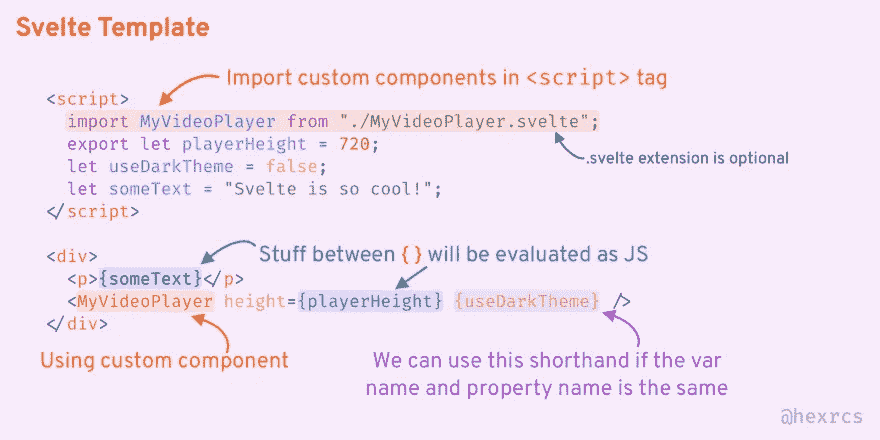 Svelte Template
Import custom components in <script> tag
<script>
import MyVideoPlayer from "./MyVideoPlayer.svelte";
export let playerHeight = 720;
.svelte extension is optional
let useDarkTheme = false;
let someText = "Svelte is so cool!";
</script>
<div>
Stuff between {} will be evaluated as JS
<p>{someText}</p>
<MyVideoPlayer height={playerHeight} {useDarkTheme} />
</div>
Using custom component
We can use this shorthand if the var
name and property name is the same
@hexrcs